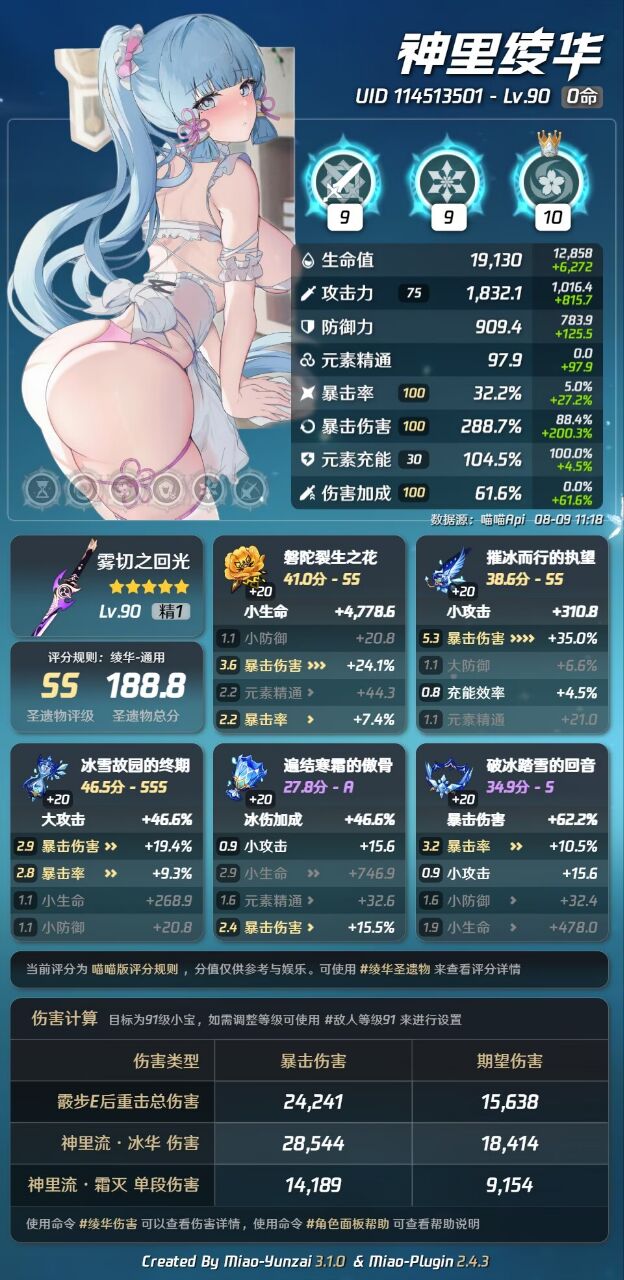 神里绫华
UID 114513501 - Lv.90 0命
9 9 10
生命值 19,130 12,858 +6,272
攻击力 75 1,832.1 1,016.4 +815.7
防御力 909.4 783.9 +125.5
元素精通 97.9 0.0 +97.9
暴击率 100 32.2% 5.0% +27.2%
暴击伤害 100 288.7% 88.4% +200.3%
元素充能 30 104.5% 100.0% +4.5%
伤害加成 100 61.6% 0.0% +61.6%
数据源：喵喵Api 08-09 11:18
雾切之回光
Lv.90 精1
评分规则：绫华-通用
SS 188.8
圣遗物评级 圣遗物总分
磐陀裂生之花
+20 41.0分 - SS
小生命 +4,778.6
1.1 小防御 +20.8
3.6 暴击伤害 +24.1%
2.2 元素精通 +44.3
2.2 暴击率 +7.4%
摧冰而行的执望
+20 38.6分 - SS
小攻击 +310.8
5.3 暴击伤害 +35.0%
1.1 大防御 +6.6%
0.8 充能效率 +4.5%
1.1 元素精通 +21.0
冰雪故园的终期
+20 46.5分 - SSS
大攻击 +46.6%
2.9 暴击伤害 +19.4%
2.8 暴击率 +9.3%
1.1 小生命 +268.9
1.1 小防御 +20.8
遍结寒霜的傲骨
+20 27.8分 - A
冰伤加成 +46.6%
0.9 小攻击 +15.6
2.9 小生命 +746.9
1.6 元素精通 +32.6
2.4 暴击伤害 +15.5%
破冰踏雪的回音
+20 34.9分 - S
暴击伤害 +62.2%
3.2 暴击率 +10.5%
0.9 小攻击 +15.6
1.6 小防御 +32.4
1.9 小生命 +478.0
当前评分为 喵喵版评分规则 ，分值仅供参考与娱乐。可使用 #绫华圣遗物 来查看评分详情
伤害计算 目标为91级小宝，如需调整等级可使用 #敌人等级91 来进行设置
伤害类型 暴击伤害 期望伤害
霰步E后重击总伤害 24,241 15,638
神里流·冰华 伤害 28,544 18,414
神里流·霜灭 单段伤害 14,189 9,154
使用命令 #绫华伤害 可以查看伤害详情，使用命令 #角色面板帮助 可查看帮助说明
Created By Miao-Yunzai 3.1.0 & Miao-Plugin 2.4.3